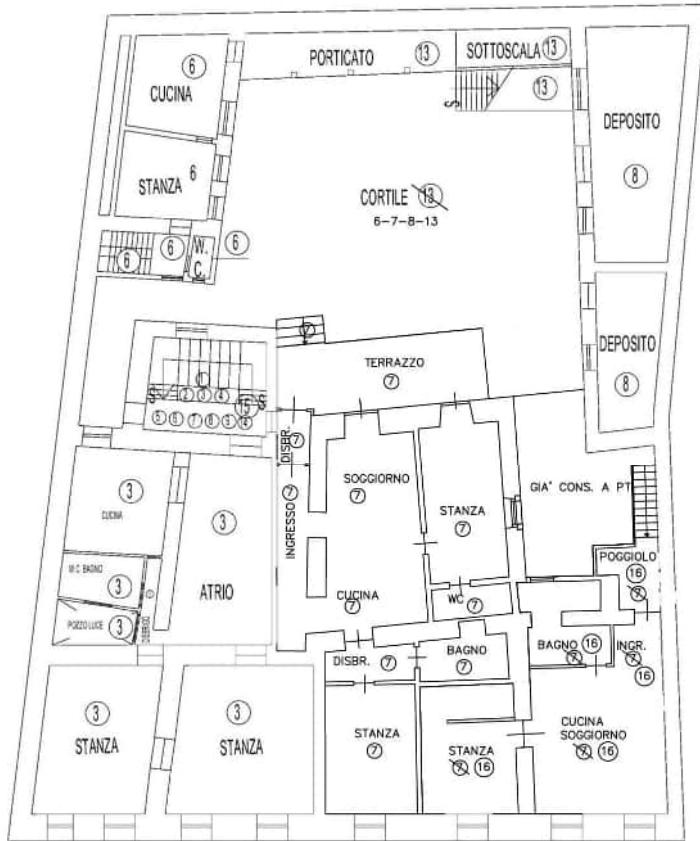 PORTICATO 13
SOTTOSCALA 13
13
S
6
CUCINA
DEPOSITO
8
STANZA 6
CORTILE 13
6-7-8-13
6
6
W.
C.
6
7
TERRAZZO
7
DEPOSITO
8
S
2 3 4
15 S
5 6 7 8
DISBR. 7
3
CUCINA
3
ATRIO
INGRESSO 7
SOGGIORNO
7
STANZA
7
GIA' CONS. A PT
POGGIOLO
16
7
W.C. BAGNO
3
POZZO LUCE 3
DISBRIGO
CUCINA
7
WC 7
DISBR. 7
BAGNO
7
BAGNO 16
7
INGR.
7
16
3
STANZA
3
STANZA
STANZA
7
STANZA
7 16
CUCINA
SOGGIORNO
7 16